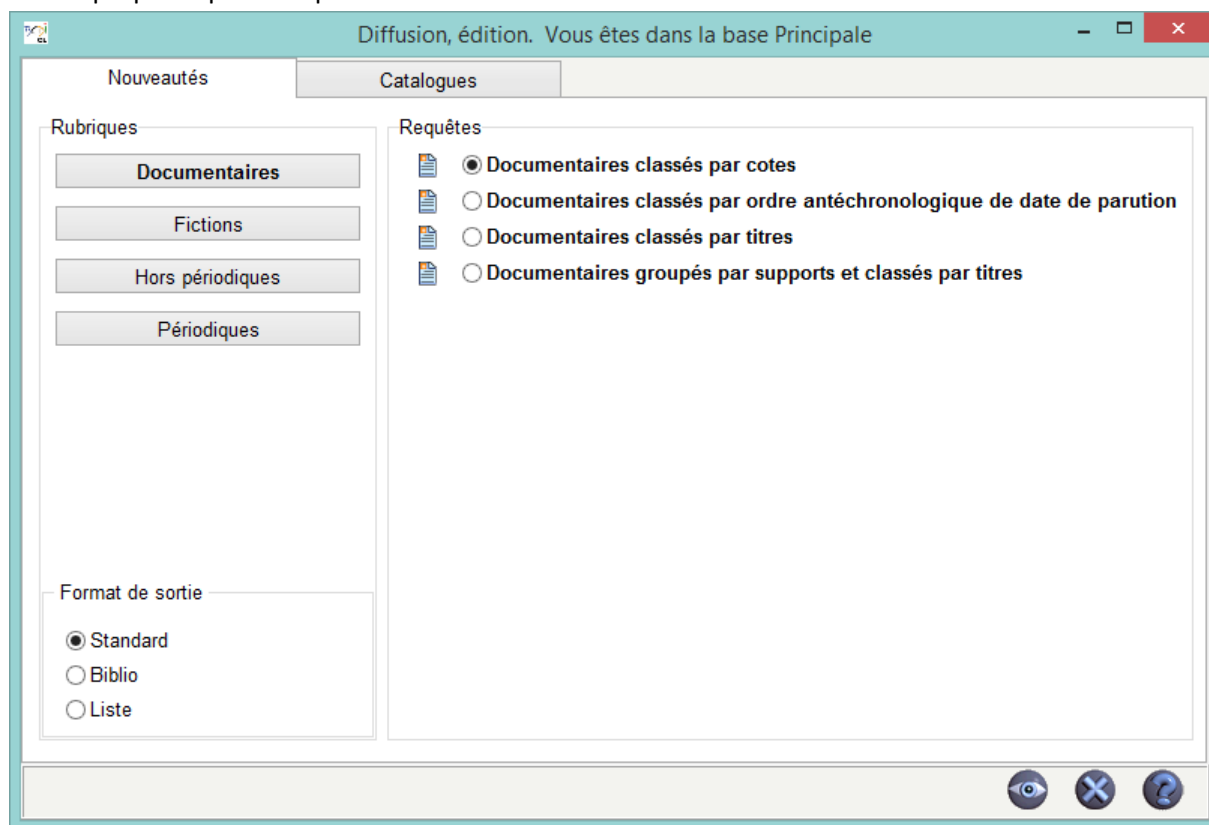 Diffusion, édition. Vous êtes dans la base Principale
Nouveautés
Catalogues
Rubriques
Documentaires
Fictions
Hors périodiques
Périodiques
Requêtes
Documentaires classés par cotes
Documentaires classés par ordre antéchronologique de date de parution
Documentaires classés par titres
Documentaires groupés par supports et classés par titres
Format de sortie
Standard
Biblio
Liste